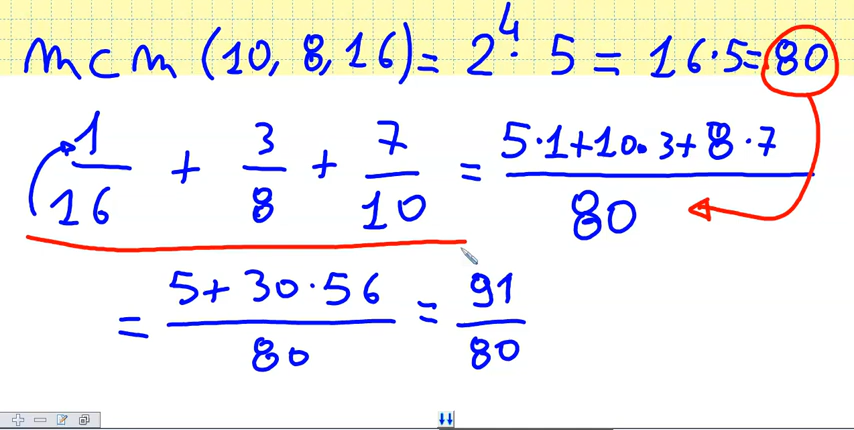 mcm (10, 8, 16) = 2⁴ · 5 = 16 · 5 = 80
1/16 + 3/8 + 7/10 = (5 · 1 + 10 · 3 + 8 · 7)/80
= (5 + 30 · 56)/80 = 91/80